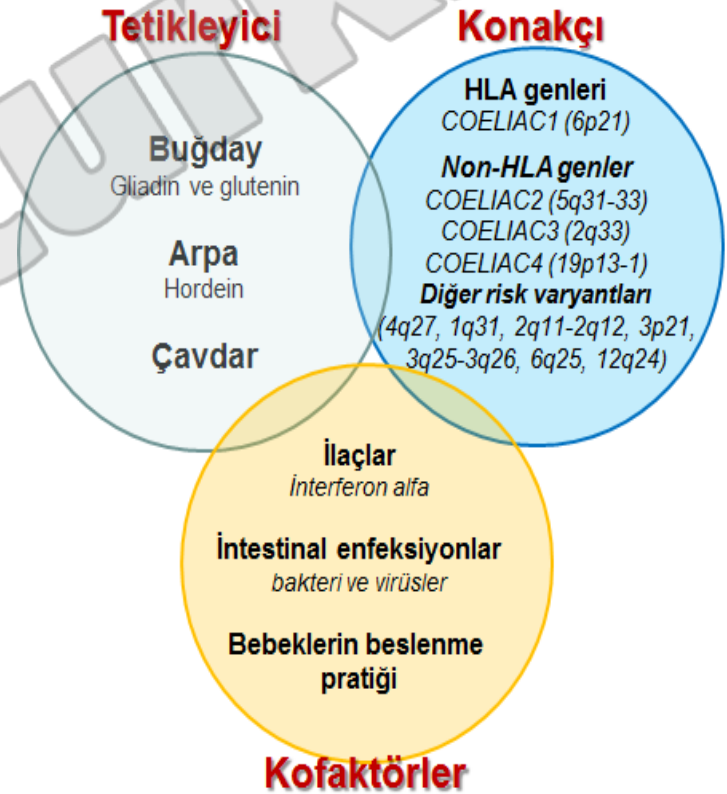 Tetikleyici
Buğday
Gliadin ve glutenin
Arpa
Hordein
Çavdar
Konakçı
HLA genleri
COELIAC1 (6p21)
Non-HLA genler
COELIAC2 (5q31-33)
COELIAC3 (2q33)
COELIAC4 (19p13-1)
Diğer risk varyantları
(4q27, 1q31, 2q11-2q12, 3p21,
3q25-3q26, 6q25, 12q24)
İlaçlar
İnterferon alfa
İntestinal enfeksiyonlar
bakteri ve virüsler
Bebeklerin beslenme
pratiği
Kofaktörler